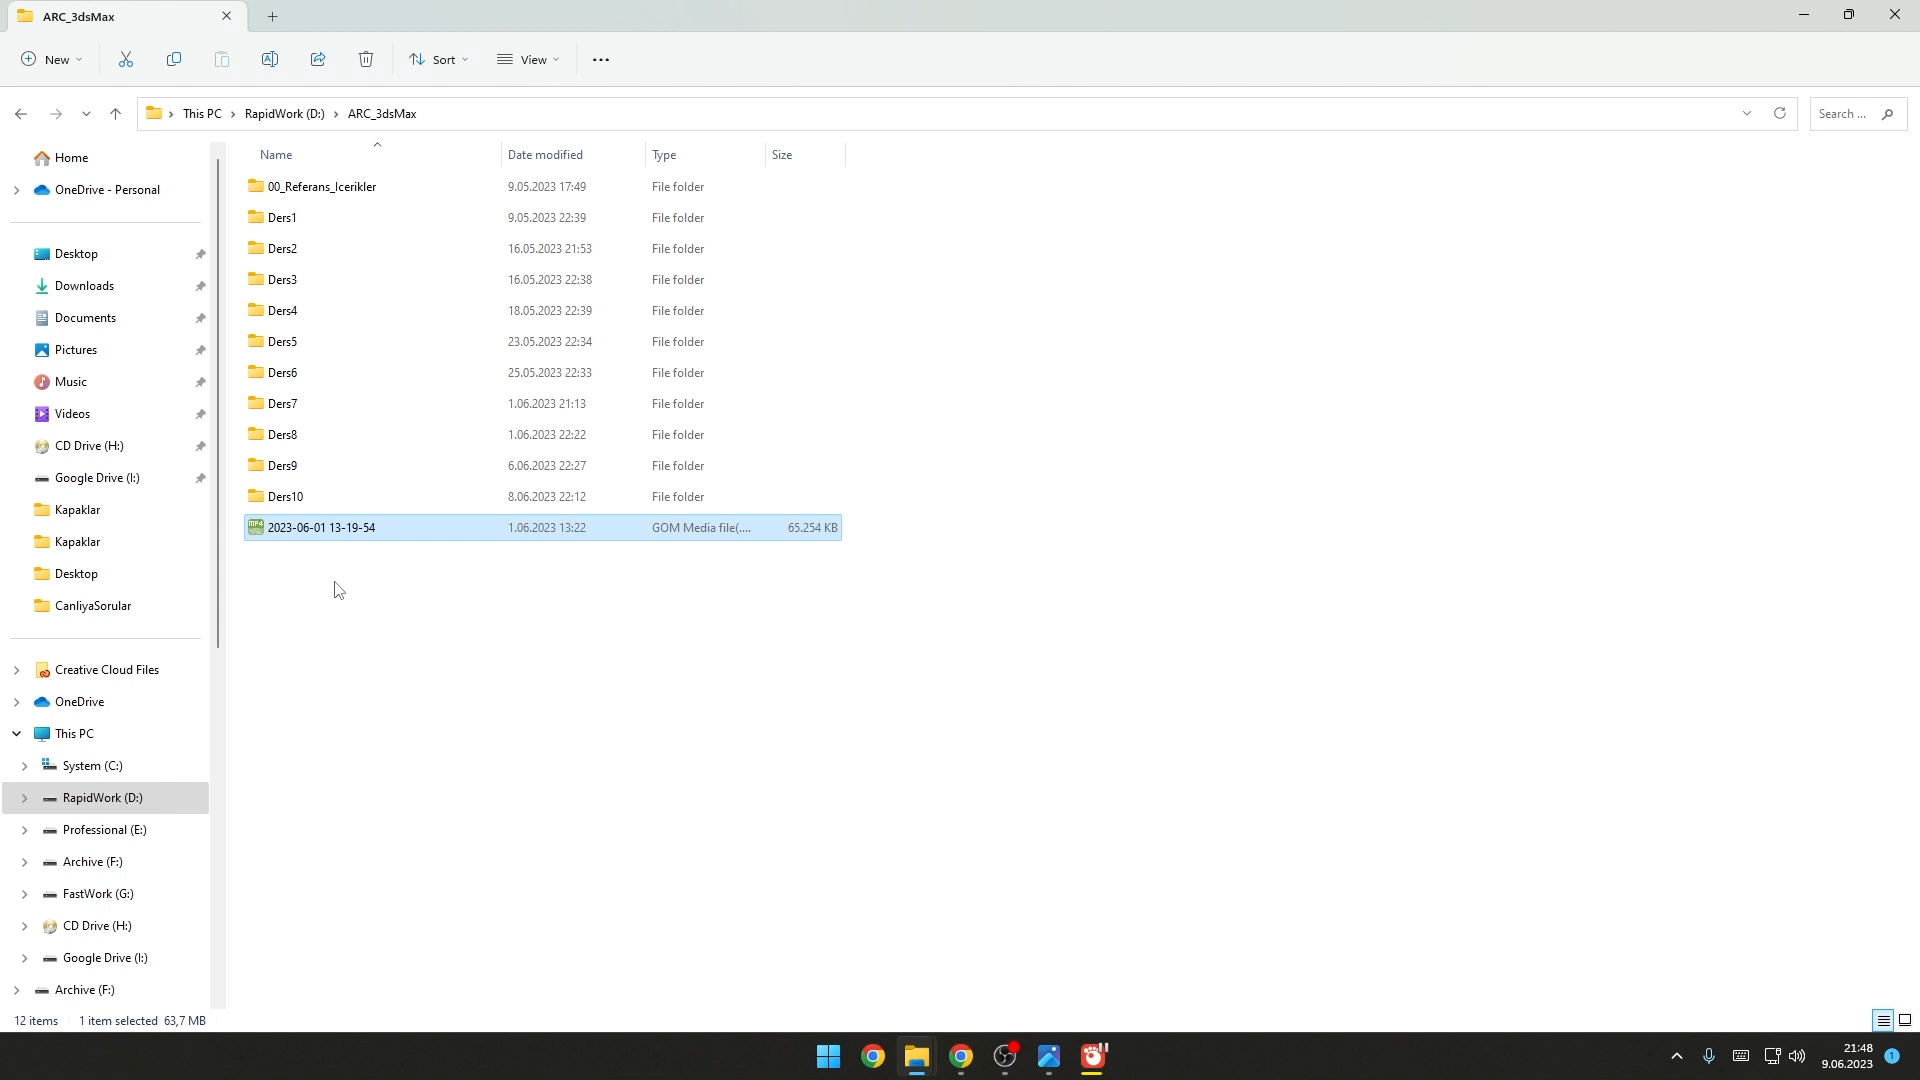 ARC_3dsMax
New
Sort
View
This PC
RapidWork (D:)
ARC_3dsMax
Search ...
Name
Date modified
Type
Size
00_Referans_Icerikler 9.05.2023 17:49 File folder
Ders1 9.05.2023 22:39 File folder
Ders2 16.05.2023 21:53 File folder
Ders3 16.05.2023 22:38 File folder
Ders4 18.05.2023 22:39 File folder
Ders5 23.05.2023 22:34 File folder
Ders6 25.05.2023 22:33 File folder
Ders7 1.06.2023 21:13 File folder
Ders8 1.06.2023 22:22 File folder
Ders9 6.06.2023 22:27 File folder
Ders10 8.06.2023 22:12 File folder
MP4 2023-06-01 13-19-54 1.06.2023 13:22 GOM Media file(.... 65.254 KB
Home
OneDrive - Personal
Desktop
Downloads
Documents
Pictures
Music
Videos
CD Drive (H:)
Google Drive (I:)
Kapaklar
Kapaklar
Desktop
CanliyaSorular
Creative Cloud Files
OneDrive
This PC
System (C:)
RapidWork (D:)
Professional (E:)
Archive (F:)
FastWork (G:)
CD Drive (H:)
Google Drive (I:)
Archive (F:)
12 items 1 item selected 63,7 MB
21:48
9.06.2023
1